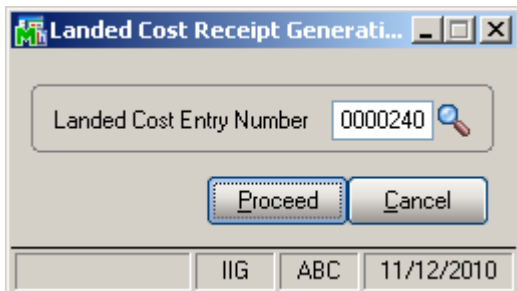 Landed Cost Receipt Generati...
Landed Cost Entry Number 0000240
Proceed Cancel
IIG ABC 11/12/2010